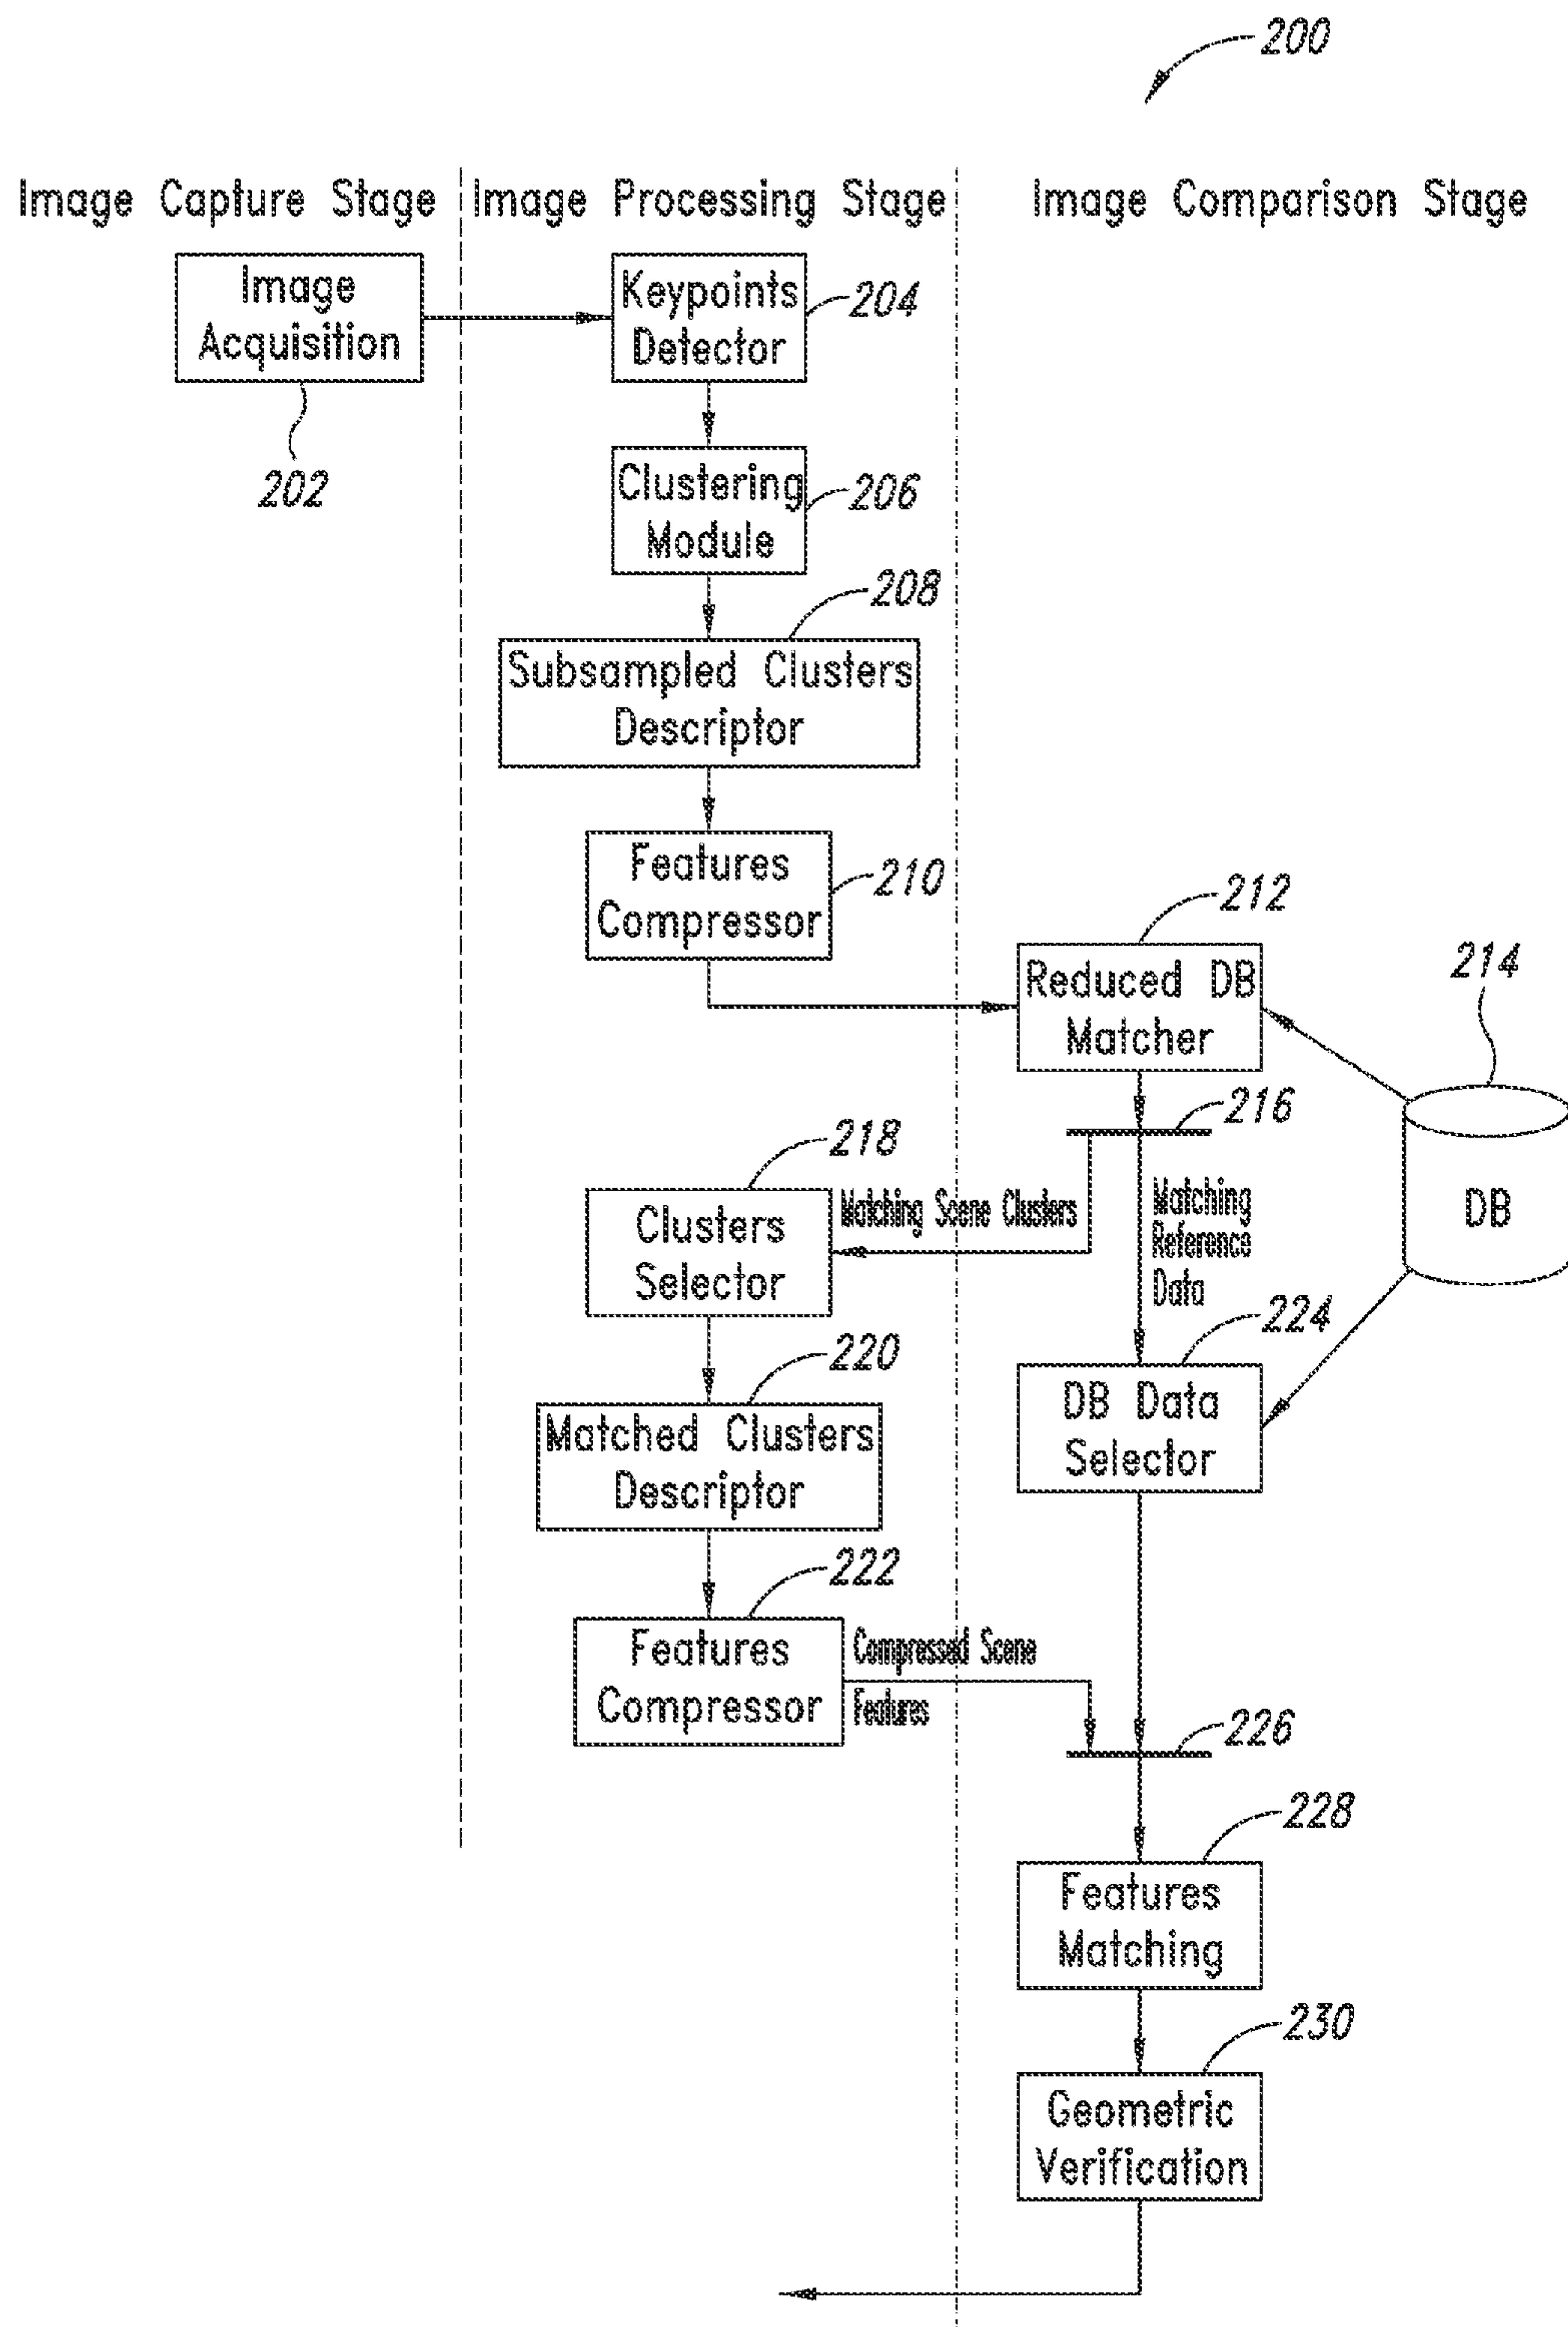 200
Image Capture Stage
Image Processing Stage
Image Comparison Stage
Image
Acquisition
202
Keypoints
Detector
204
Clustering
Module
206
208
Subsampled Clusters
Descriptor
Features
Compressor
210
212
Reduced DB
Matcher
214
DB
216
218
Clusters
Selector
Matching Scene Clusters
Matching
Reference
Data
220
Matched Clusters
Descriptor
224
DB Data
Selector
222
Features
Compressor
Compressed Scene
Features
226
228
Features
Matching
230
Geometric
Verification